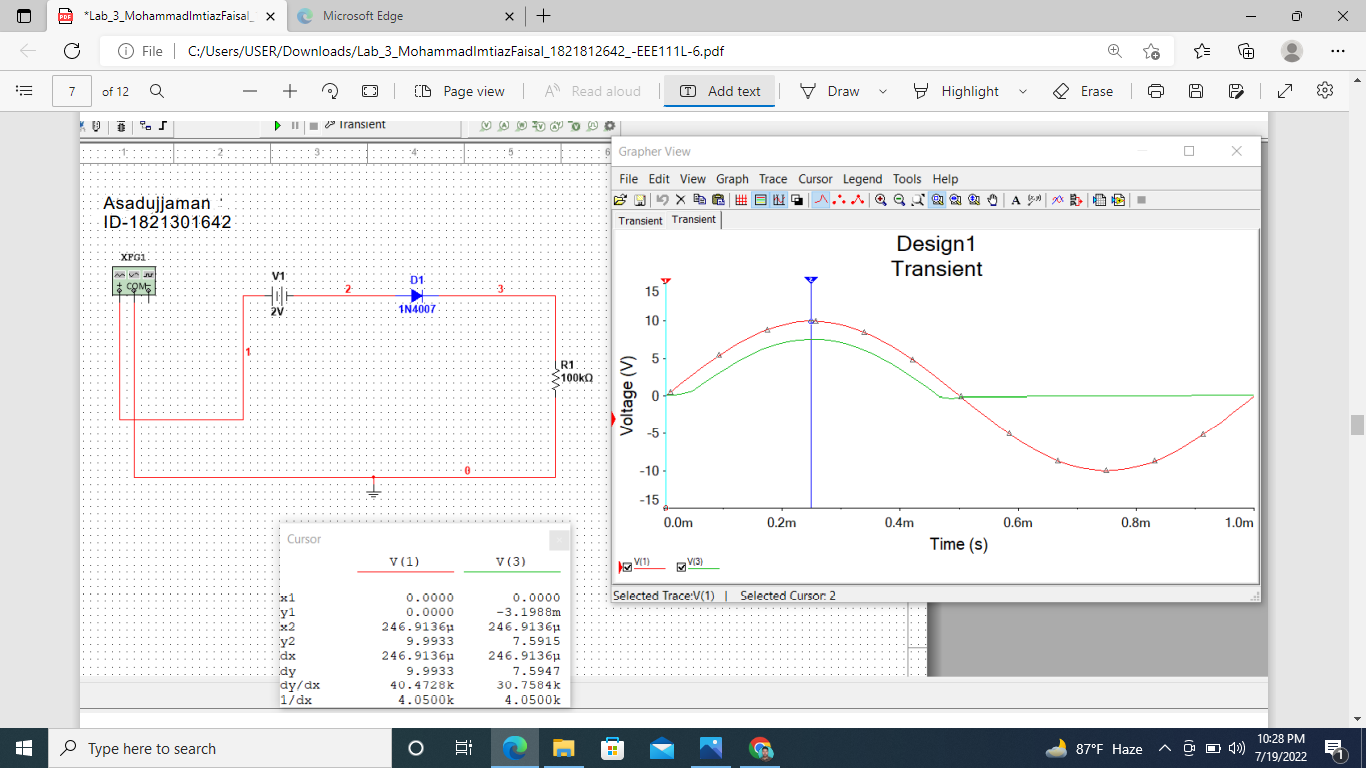 *Lab_3_MohammadImtiazFaisal_
Microsoft Edge
File
C:/Users/USER/Downloads/Lab_3_MohammadImtiazFaisal_1821812642_-EEE111L-6.pdf
7 of 12
Page view
Read aloud
Add text
Draw
Highlight
Erase
Transient
1 2 3 4 5 6
Asadujjaman
ID-1821301642
XFG1
COM
V1
2V
2
D1
1N4007
3
1
R1
100kΩ
0
Grapher View
File Edit View Graph Trace Cursor Legend Tools Help
Transient Transient
Design1
Transient
15
10
5
0
-5
-10
-15
Voltage (V)
0.0m 0.2m 0.4m 0.6m 0.8m 1.0m
Time (s)
V(1) V(3)
Selected Trace:V(1) | Selected Cursor: 2
Cursor
V(1) V(3)
x1 0.0000 0.0000
y1 0.0000 -3.1988m
x2 246.9136µ 246.9136µ
y2 9.9933 7.5915
dx 246.9136µ 246.9136µ
dy 9.9933 7.5947
dy/dx 40.4728k 30.7584k
1/dx 4.0500k 4.0500k
Type here to search
87°F Haze
10:28 PM
7/19/2022
1